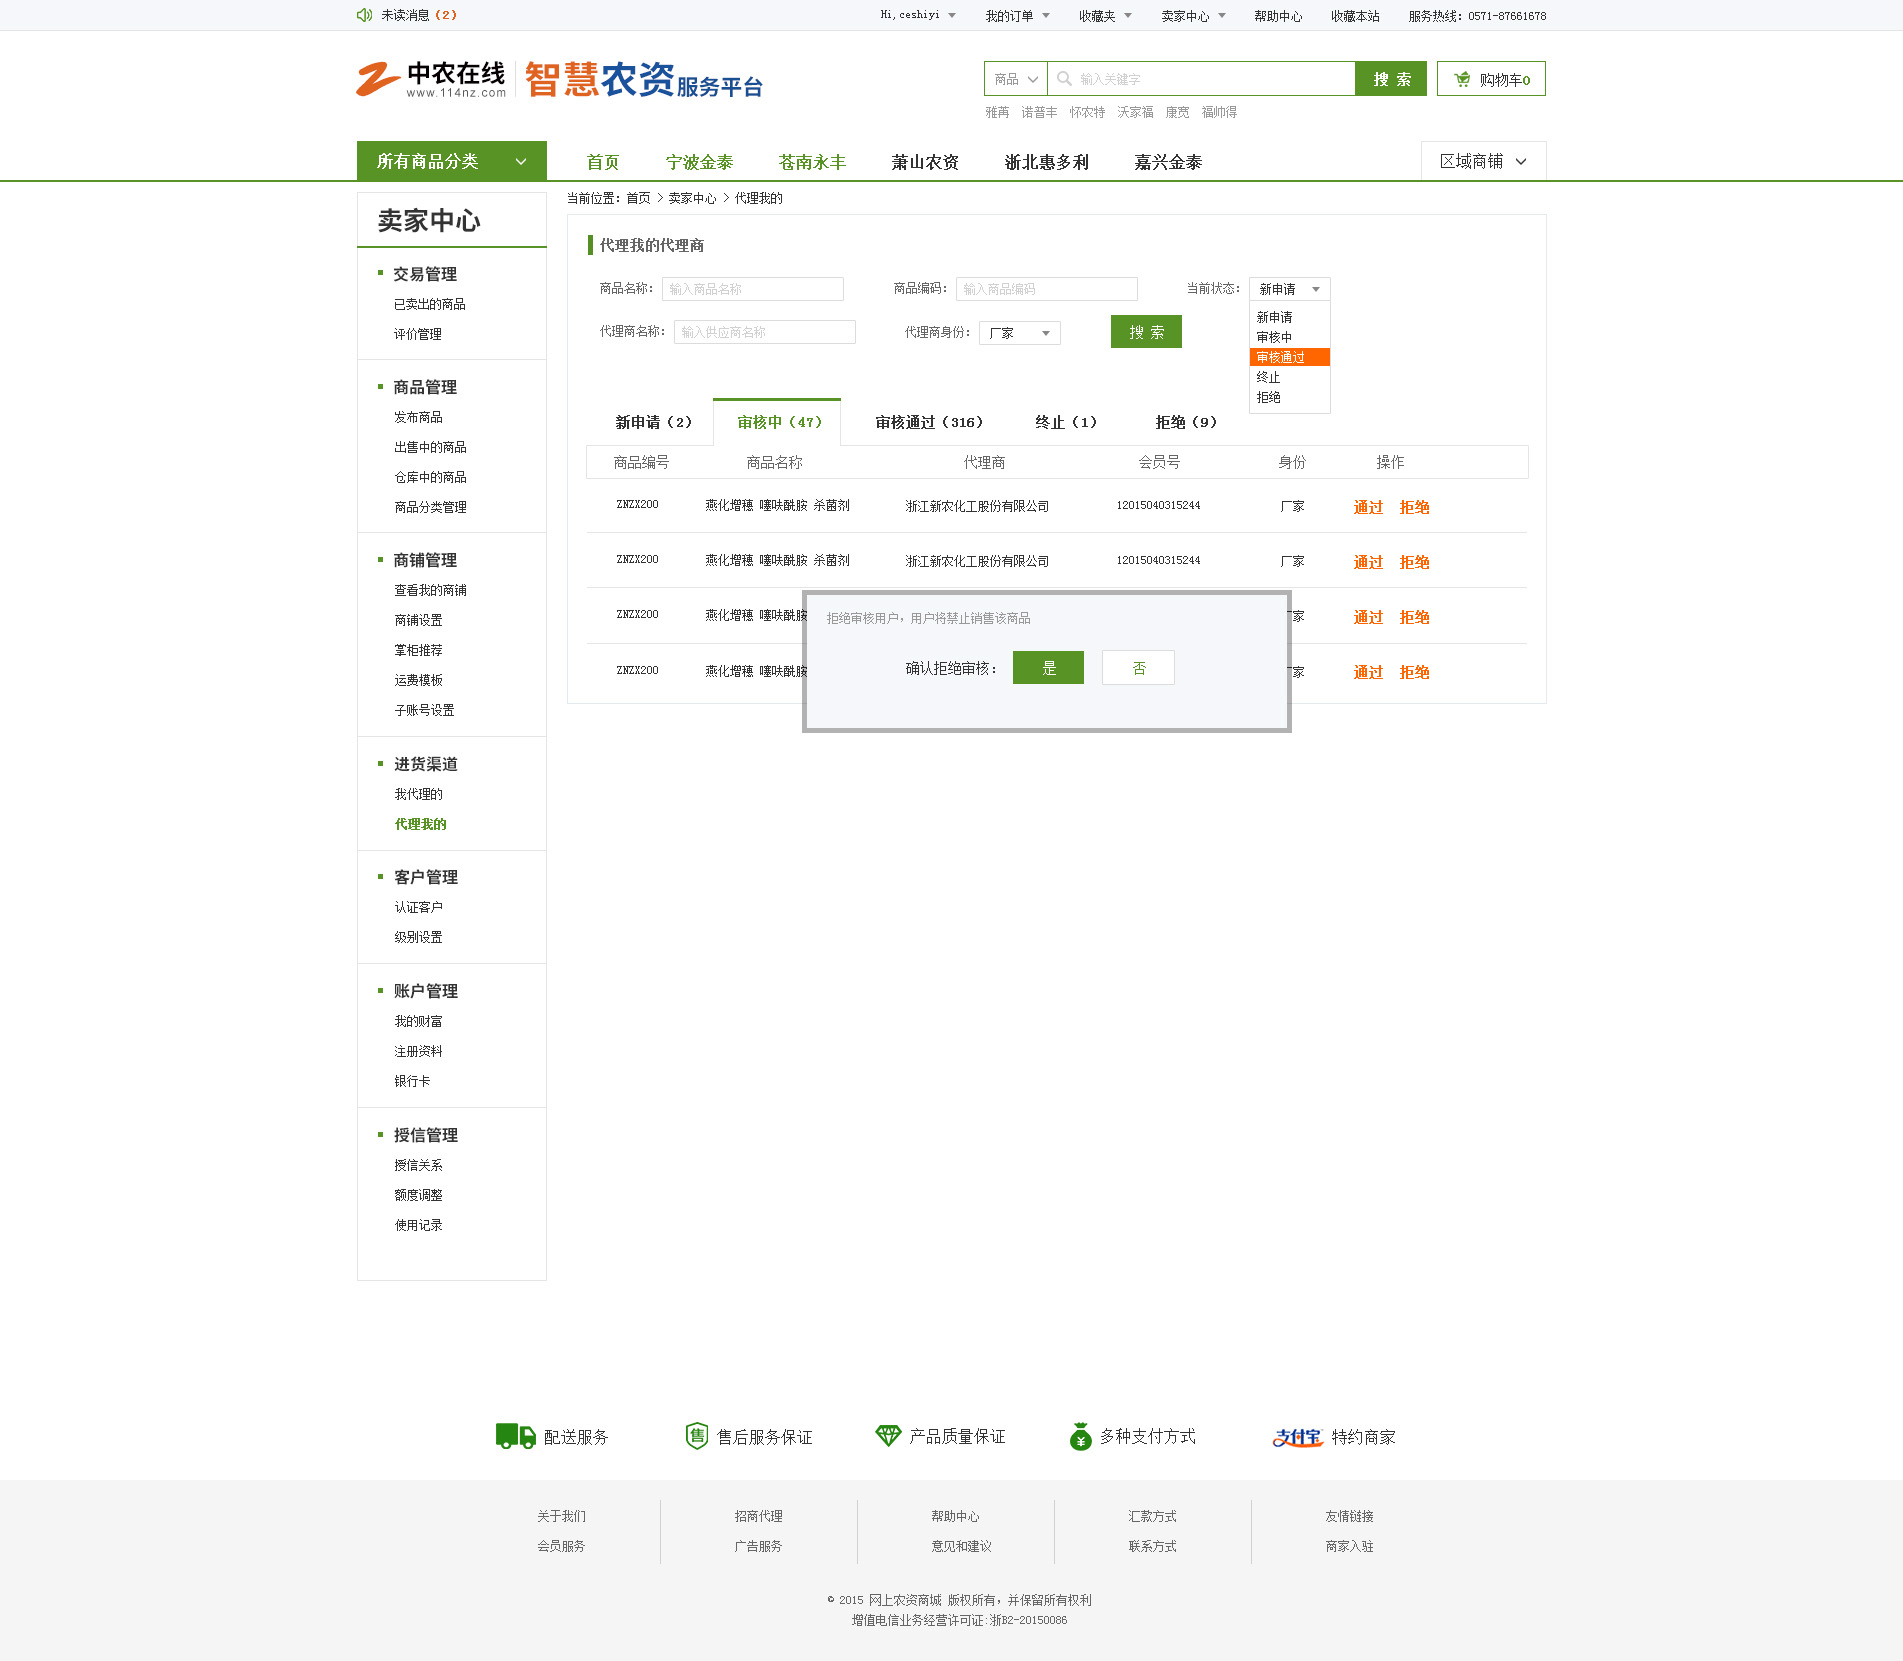 未读消息（2）
Hi,ceshiyi 我的订单 收藏夹 卖家中心 帮助中心 收藏本站 服务热线：0571-87661678
中农在线
www.114nz.com
智慧农资服务平台
商品 输入关键字 搜 索 购物车0
雅苒 诺普丰 怀农特 沃家福 康宽 福帅得
所有商品分类 首页 宁波金泰 苍南永丰 萧山农资 浙北惠多利 嘉兴金泰 区域商铺
当前位置：首页 > 卖家中心 > 代理我的
卖家中心
交易管理
已卖出的商品
评价管理
商品管理
发布商品
出售中的商品
仓库中的商品
商品分类管理
商铺管理
查看我的商铺
商铺设置
掌柜推荐
运费模板
子账号设置
进货渠道
我代理的
代理我的
客户管理
认证客户
级别设置
账户管理
我的财富
注册资料
银行卡
授信管理
授信关系
额度调整
使用记录
代理我的代理商
商品名称： 输入商品名称 商品编码： 输入商品编码 当前状态： 新申请
代理商名称： 输入供应商名称 代理商身份： 厂家 搜 索
新申请
审核中
审核通过
终止
拒绝
新申请（2） 审核中（47） 审核通过（316） 终止（1） 拒绝（9）
商品编号 商品名称 代理商 会员号 身份 操作
ZNZX200 燕化增穗 噻呋酰胺 杀菌剂 浙江新农化工股份有限公司 12015040315244 厂家 通过 拒绝
ZNZX200 燕化增穗 噻呋酰胺 杀菌剂 浙江新农化工股份有限公司 12015040315244 厂家 通过 拒绝
ZNZX200 燕化增穗 噻呋酰胺 厂家 通过 拒绝
ZNZX200 燕化增穗 噻呋酰胺 厂家 通过 拒绝
拒绝审核用户，用户将禁止销售该商品
确认拒绝审核： 是 否
配送服务 售 售后服务保证 产品质量保证 ¥ 多种支付方式 支付宝 特约商家
关于我们 招商代理 帮助中心 汇款方式 友情链接
会员服务 广告服务 意见和建议 联系方式 商家入驻
© 2015 网上农资商城 版权所有，并保留所有权利
增值电信业务经营许可证:浙B2-20150086